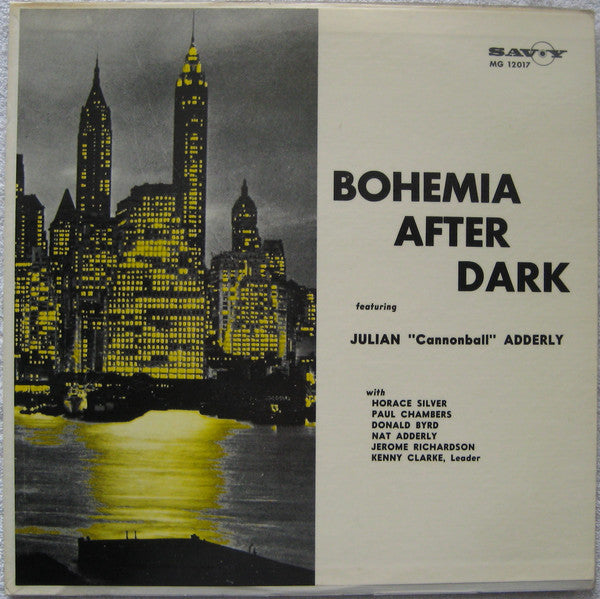 SAVOY
MG 12017
BOHEMIA
AFTER
DARK
featuring
JULIAN "Cannonball" ADDERLY
with
HORACE SILVER
PAUL CHAMBERS
DONALD BYRD
NAT ADDERLY
JEROME RICHARDSON
KENNY CLARKE, Leader